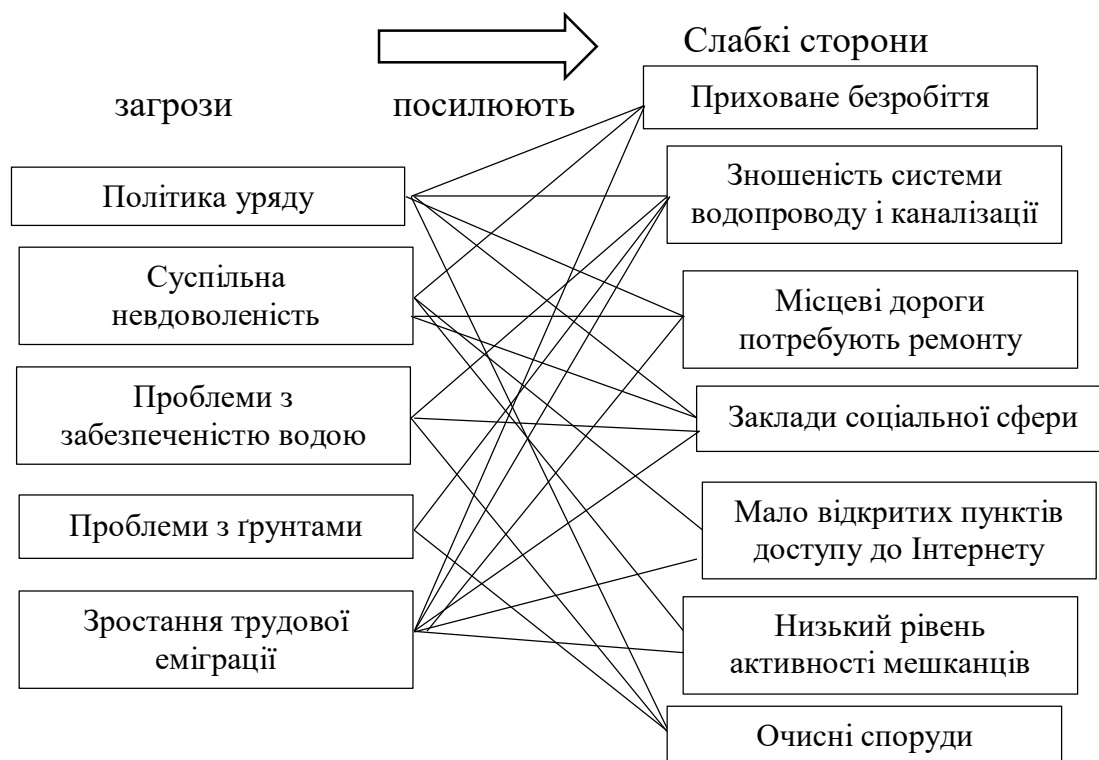 Слабкі сторони
загрози
посилюють
Приховане безробіття
Політика уряду
Зношеність системи
водопроводу і каналізації
Суспільна
невдоволеність
Місцеві дороги
потребують ремонту
Проблеми з
забезпеченістю водою
Заклади соціальної сфери
Проблеми з ґрунтами
Мало відкритих пунктів
доступу до Інтернету
Зростання трудової
еміграції
Низький рівень
активності мешканців
Очисні споруди